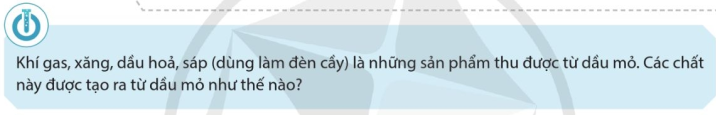 Khí gas, xăng, dầu hoả, sáp (dùng làm đèn cầy) là những sản phẩm thu được từ dầu mỏ. Các chất
này được tạo ra từ dầu mỏ như thế nào?